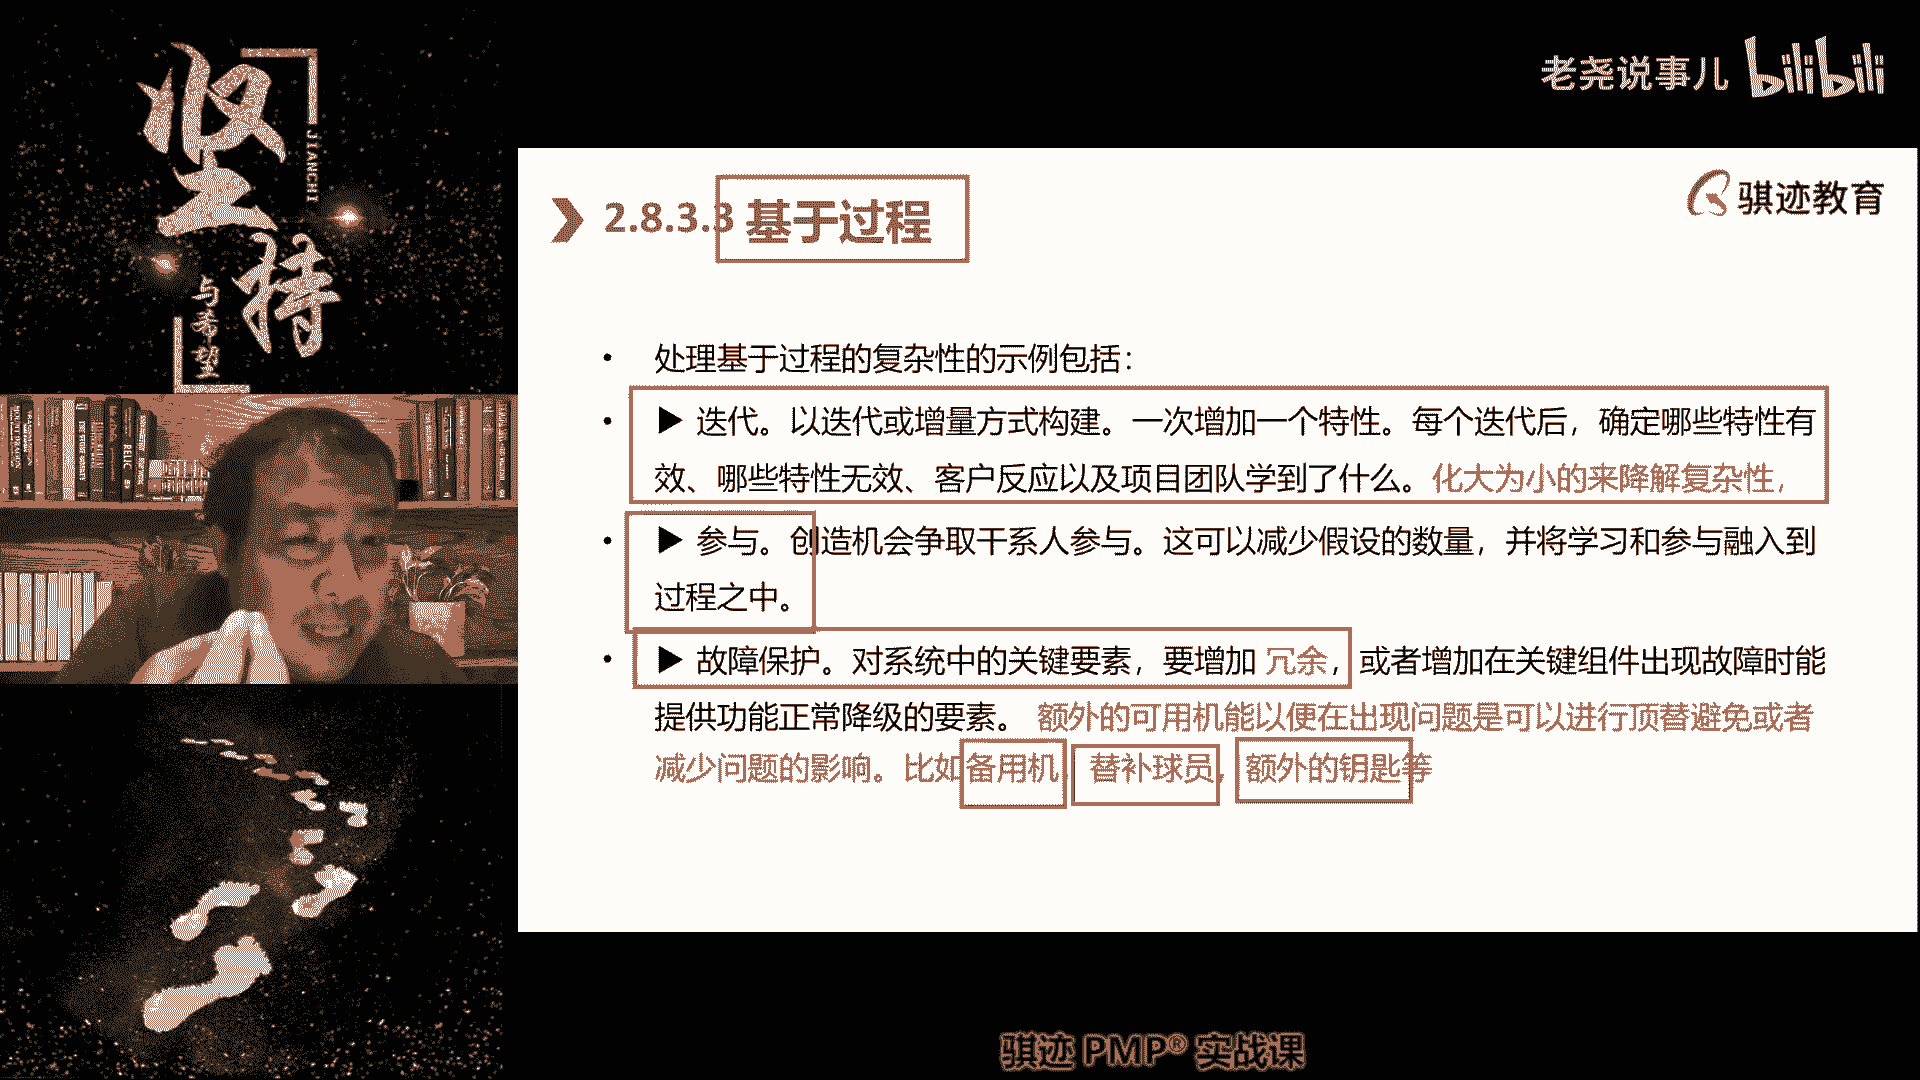 坚持
JIANCHI
与希望
老尧说事儿 bilibili
骐迹教育
2.8.3.3 基于过程
• 处理基于过程的复杂性的示例包括：
• ▶ 迭代。以迭代或增量方式构建。一次增加一个特性。每个迭代后，确定哪些特性有
效、哪些特性无效、客户反应以及项目团队学到了什么。化大为小的来降解复杂性，
• ▶ 参与。创造机会争取干系人参与。这可以减少假设的数量，并将学习和参与融入到
过程之中。
• ▶ 故障保护。对系统中的关键要素，要增加 冗余，或者增加在关键组件出现故障时能
提供功能正常降级的要素。 额外的可用机能以便在出现问题是可以进行顶替避免或者
减少问题的影响。比如备用机，替补球员，额外的钥匙等
RELIC
骐迹 PMP® 实战课